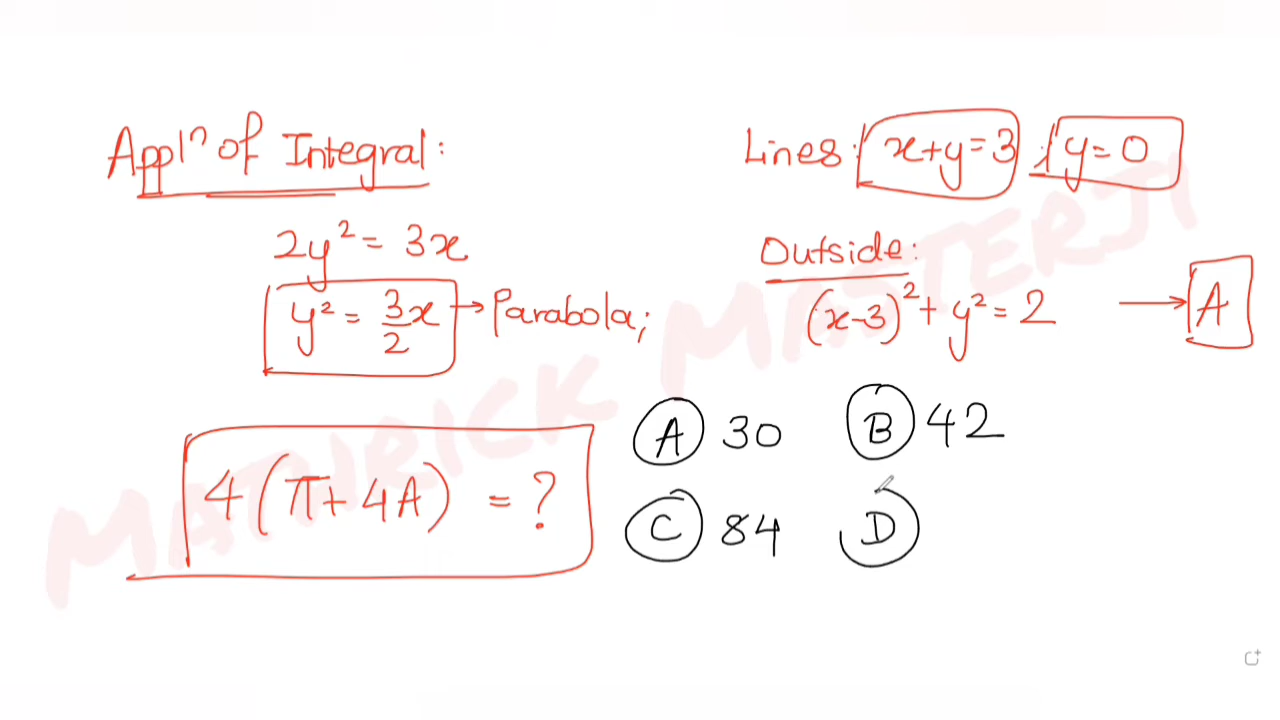 Appl^n of Integral:
2y² = 3x
y² = 3x/2 → Parabola;
Lines: x+y=3 ; y=0
Outside:
(x-3)² + y² = 2 → A
4(π+4A) = ?
A 30 B 42
C 84 D
MATHRICK MASTERJI